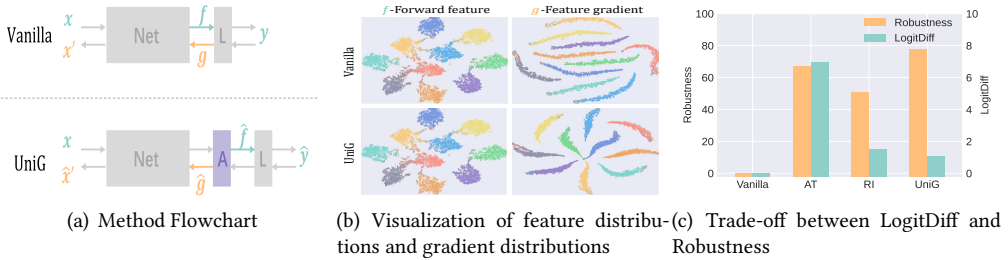 Vanilla
x
x′
Net
f
g
L
y
UniG
x
x̂′
Net
A
f̂
ĝ
L
ŷ
(a) Method Flowchart
f-Forward feature
g-Feature gradient
Vanilla
UniG
(b) Visualization of feature distribu-
tions and gradient distributions
100
80
60
40
20
0
Robustness
Robustness
LogitDiff
10
8
6
4
2
0
LogitDiff
Vanilla
AT
RI
UniG
(c) Trade-off between LogitDiff and
Robustness